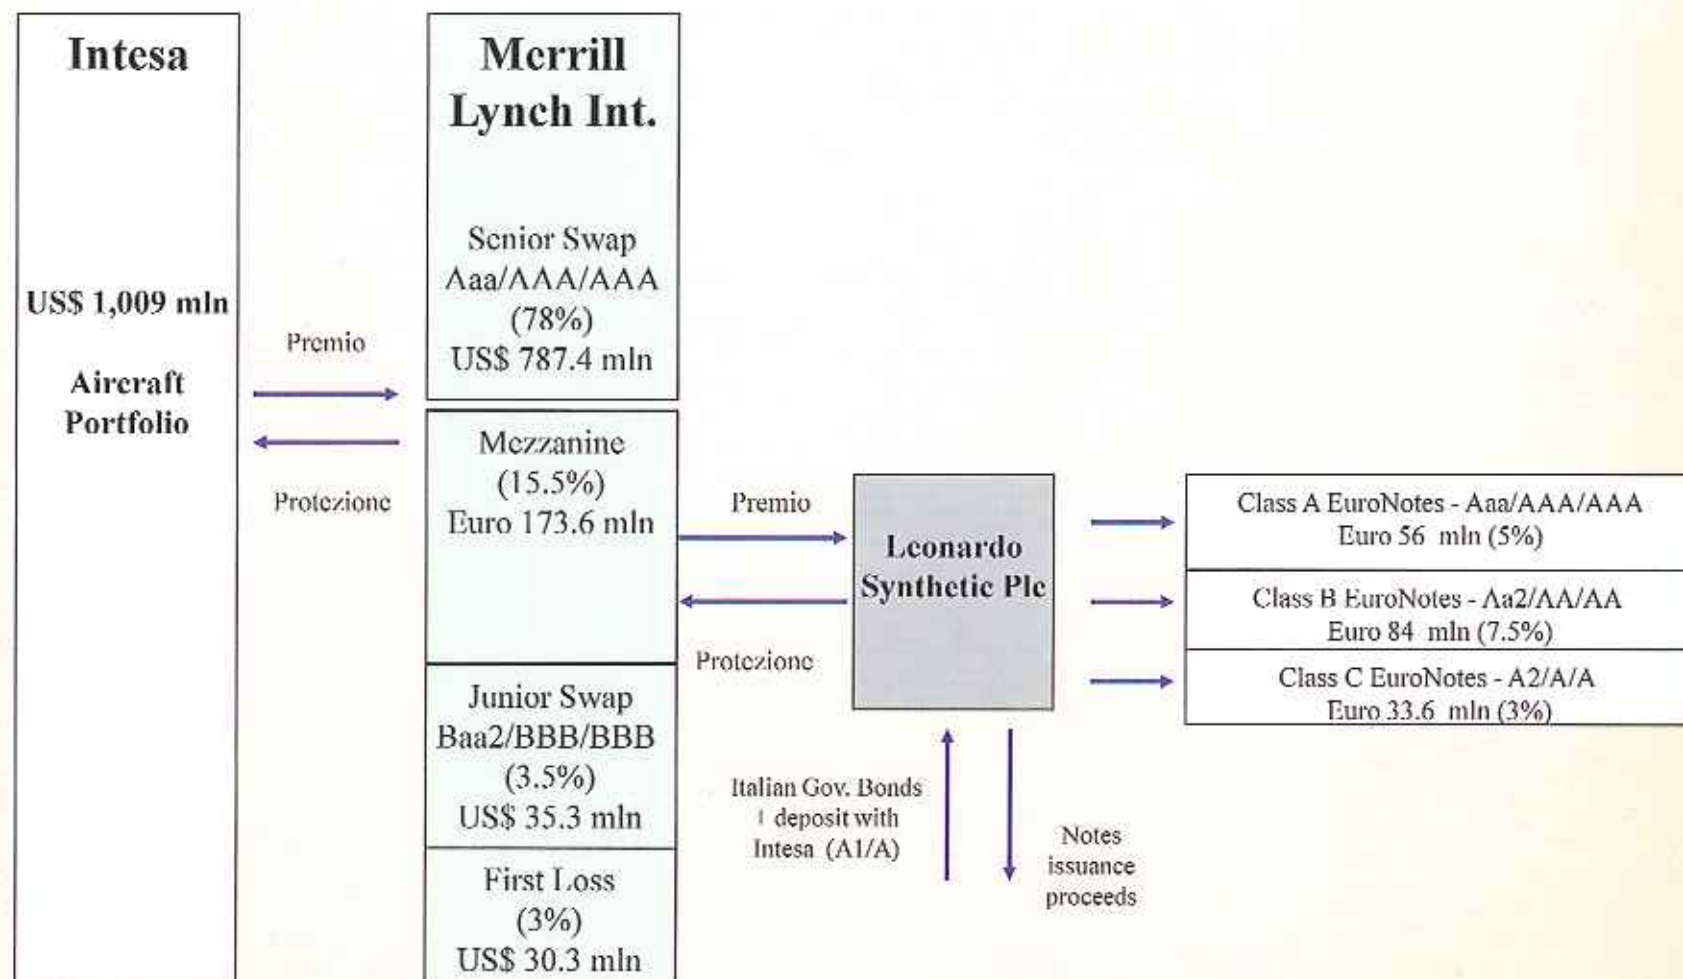 Intesa
US$ 1,009 mln
Aircraft
Portfolio
Premio
Protezione
Merrill
Lynch Int.
Senior Swap
Aaa/AAA/AAA
(78%)
US$ 787.4 mln
Mezzanine
(15.5%)
Euro 173.6 mln
Junior Swap
Baa2/BBB/BBB
(3.5%)
US$ 35.3 mln
First Loss
(3%)
US$ 30.3 mln
Premio
Protezione
Leonardo
Synthetic Plc
Italian Gov. Bonds
+ deposit with
Intesa (A1/A)
Notes
issuance
proceeds
Class A EuroNotes - Aaa/AAA/AAA
Euro 56 mln (5%)
Class B EuroNotes - Aa2/AA/AA
Euro 84 mln (7.5%)
Class C EuroNotes - A2/A/A
Euro 33.6 mln (3%)